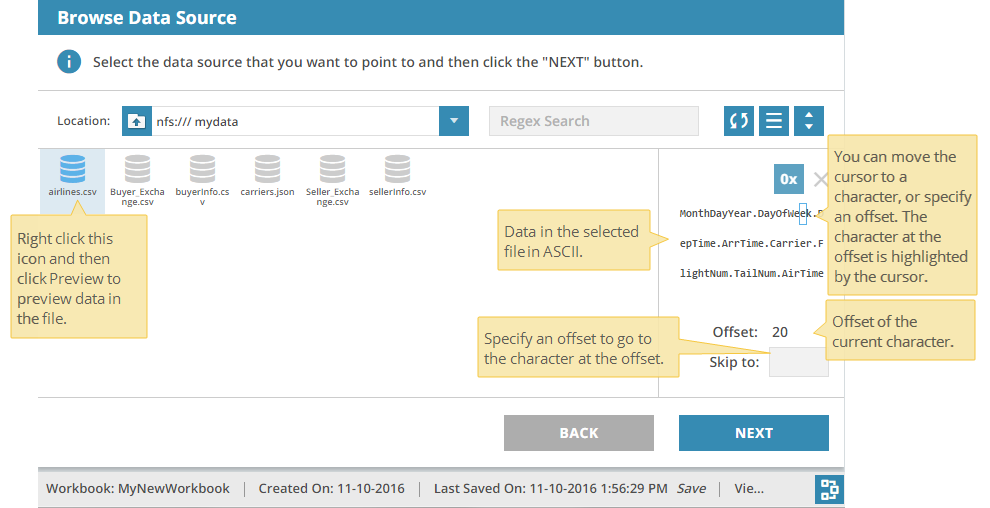 Browse Data Source
Select the data source that you want to point to and then click the "NEXT" button.
Location:
nfs:/// mydata
Regex Search
airlines.csv
Buyer_Excha
nge.csv
buyerInfo.cs
v
carriers.json
Seller_Excha
nge.csv
sellerinfo.csv
0x
You can move the
cursor to a
character, or specify
an offset. The
character at the
offset is highlighted
by the cursor.
MonthDayYear.DayOfWeek.D
epTime.ArrTime.Carrier.F
lightNum.TailNum.AirTime
Data in the selected
file in ASCII.
Right click this
icon and then
click Preview to
preview data in
the file.
Offset: 20
Offset of the
current character.
Specify an offset to go to
the character at the offset.
Skip to:
BACK
NEXT
Workbook: MyNewWorkbook
Created On: 11-10-2016
Last Saved On: 11-10-2016 1:56:29 PM
Save
Vie...